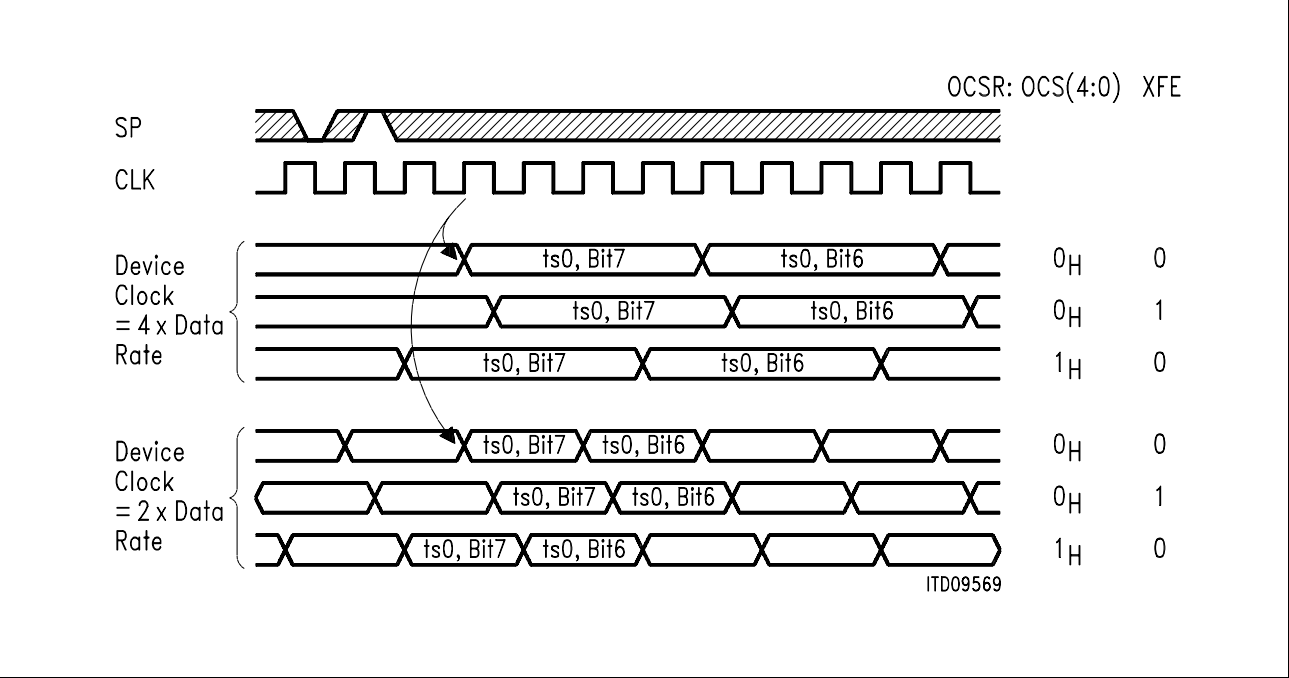 OCSR: OCS(4:0) XFE
SP
CLK
Device
Clock
= 4 x Data
Rate
ts0, Bit7 ts0, Bit6 0H 0
ts0, Bit7 ts0, Bit6 0H 1
ts0, Bit7 ts0, Bit6 1H 0
Device
Clock
= 2 x Data
Rate
ts0, Bit7 ts0, Bit6 0H 0
ts0, Bit7 ts0, Bit6 0H 1
ts0, Bit7 ts0, Bit6 1H 0
ITD09569